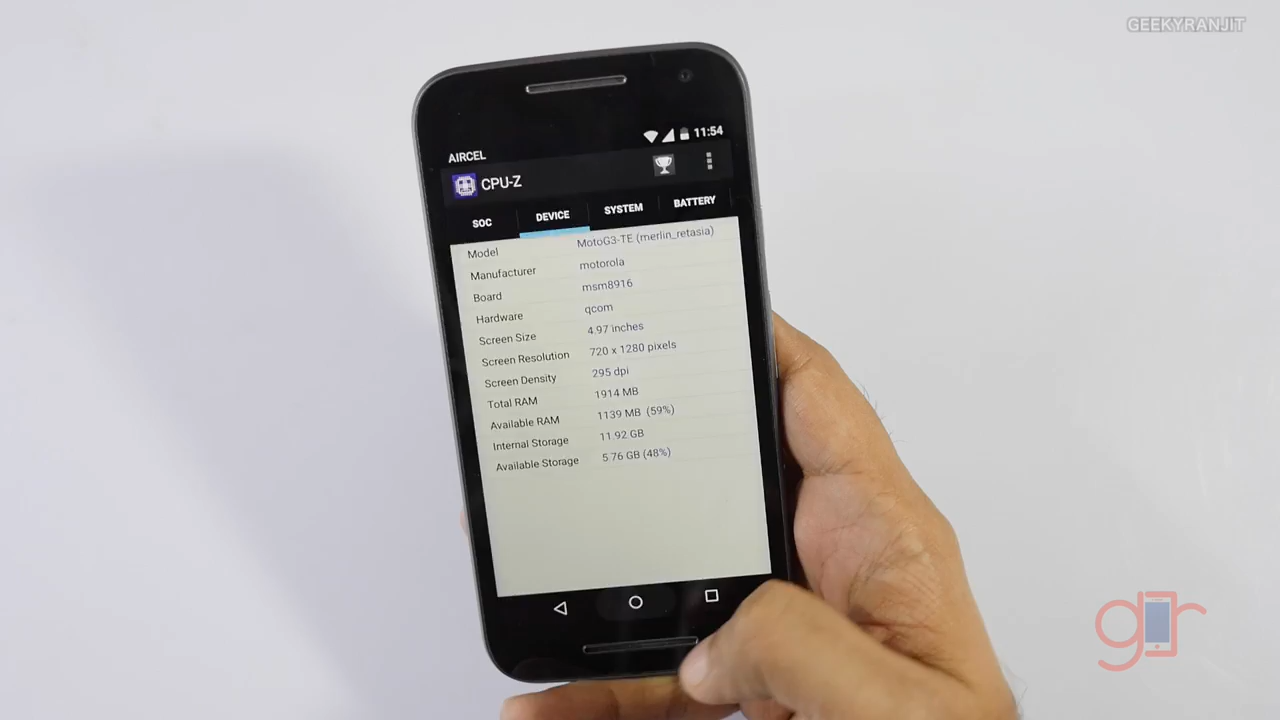 GEEKYRANJIT
11:54
AIRCEL
CPU-Z
SOC DEVICE SYSTEM BATTERY
Model MotoG3-TE (merlin_retasia)
Manufacturer motorola
Board msm8916
Hardware qcom
Screen Size 4.97 inches
Screen Resolution 720 x 1280 pixels
Screen Density 295 dpi
Total RAM 1914 MB
Available RAM 1139 MB (59%)
Internal Storage 11.92 GB
Available Storage 5.76 GB (48%)
gr